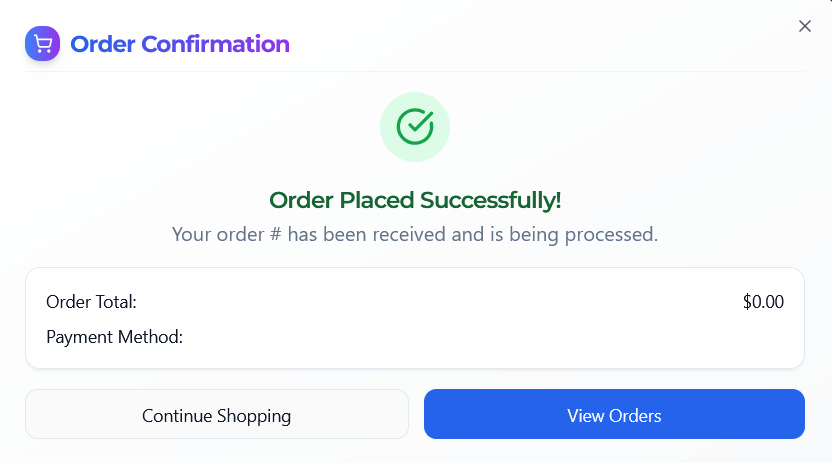 Order Confirmation
Order Placed Successfully!
Your order # has been received and is being processed.
Order Total: $0.00
Payment Method:
Continue Shopping View Orders